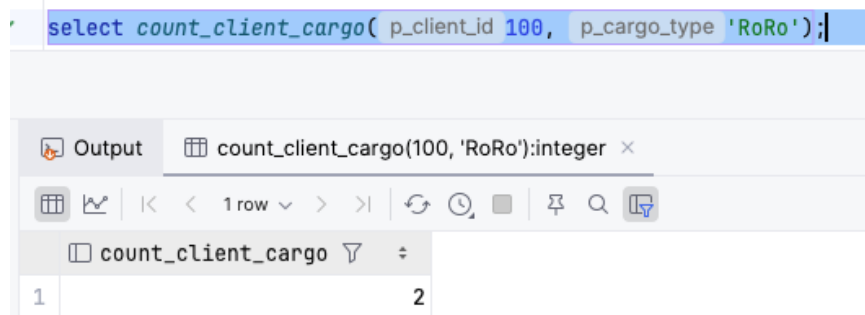 select count_client_cargo( p_client_id 100, p_cargo_type 'RoRo');
Output count_client_cargo(100, 'RoRo'):integer ×
1 row
count_client_cargo
1 2